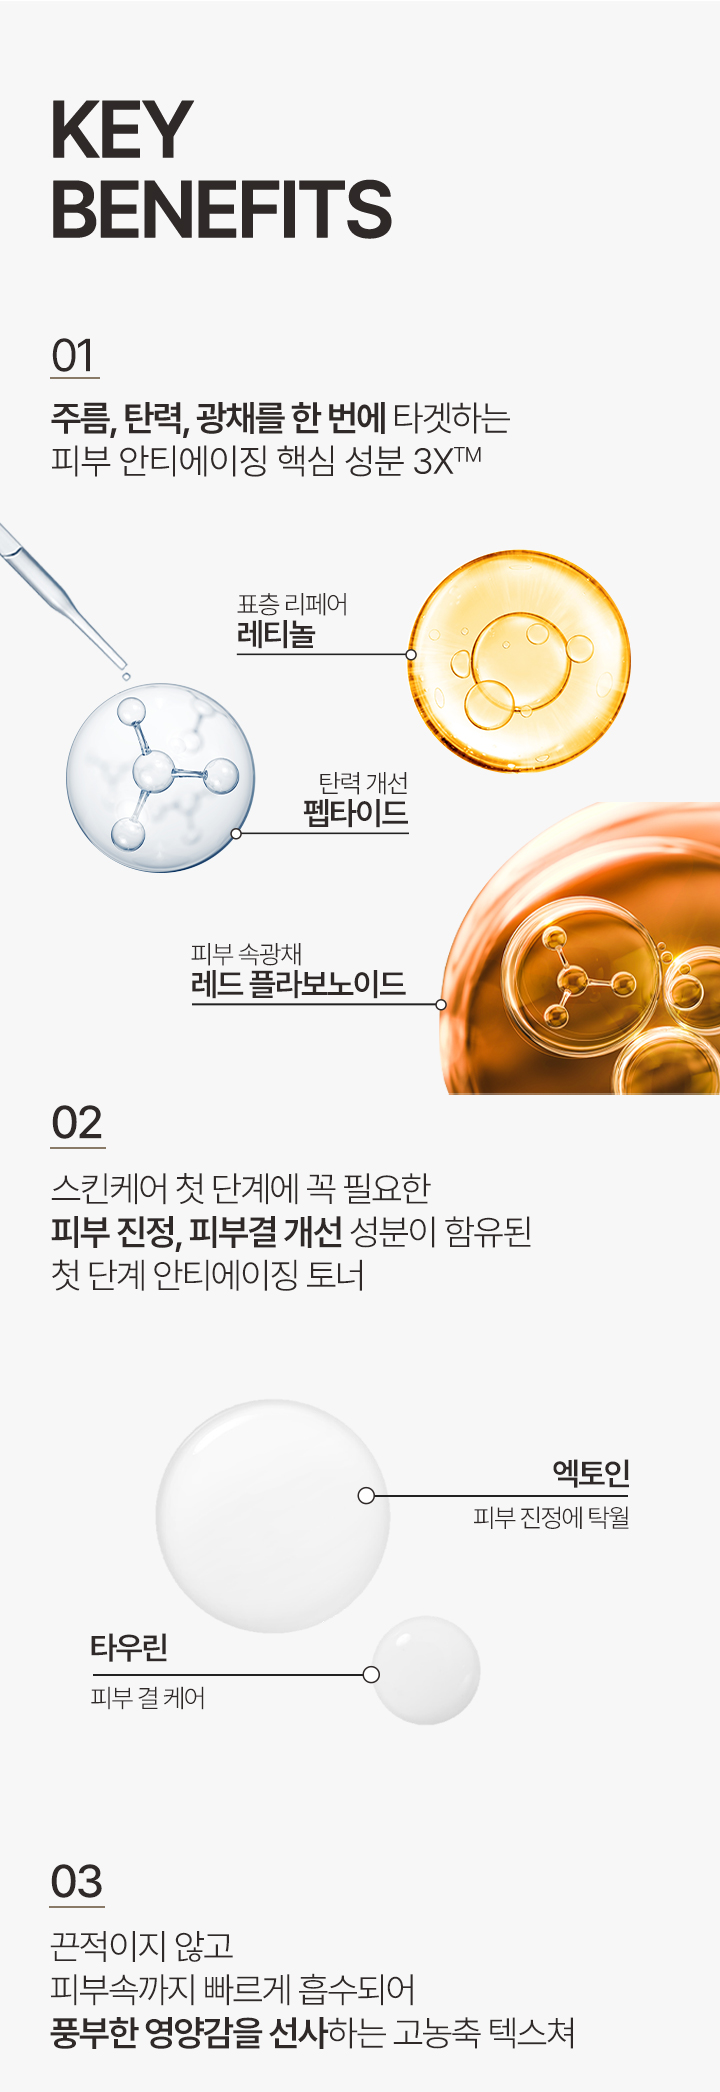 KEY
BENEFITS
01
주름, 탄력, 광채를 한 번에 타겟하는
피부 안티에이징 핵심 성분 3X™
표층 리페어
레티놀
탄력 개선
펩타이드
피부 속광채
레드 플라보노이드
02
스킨케어 첫 단계에 꼭 필요한
피부 진정, 피부결 개선 성분이 함유된
첫 단계 안티에이징 토너
엑토인
피부 진정에 탁월
타우린
피부 결 케어
03
끈적이지 않고
피부속까지 빠르게 흡수되어
풍부한 영양감을 선사하는 고농축 텍스쳐